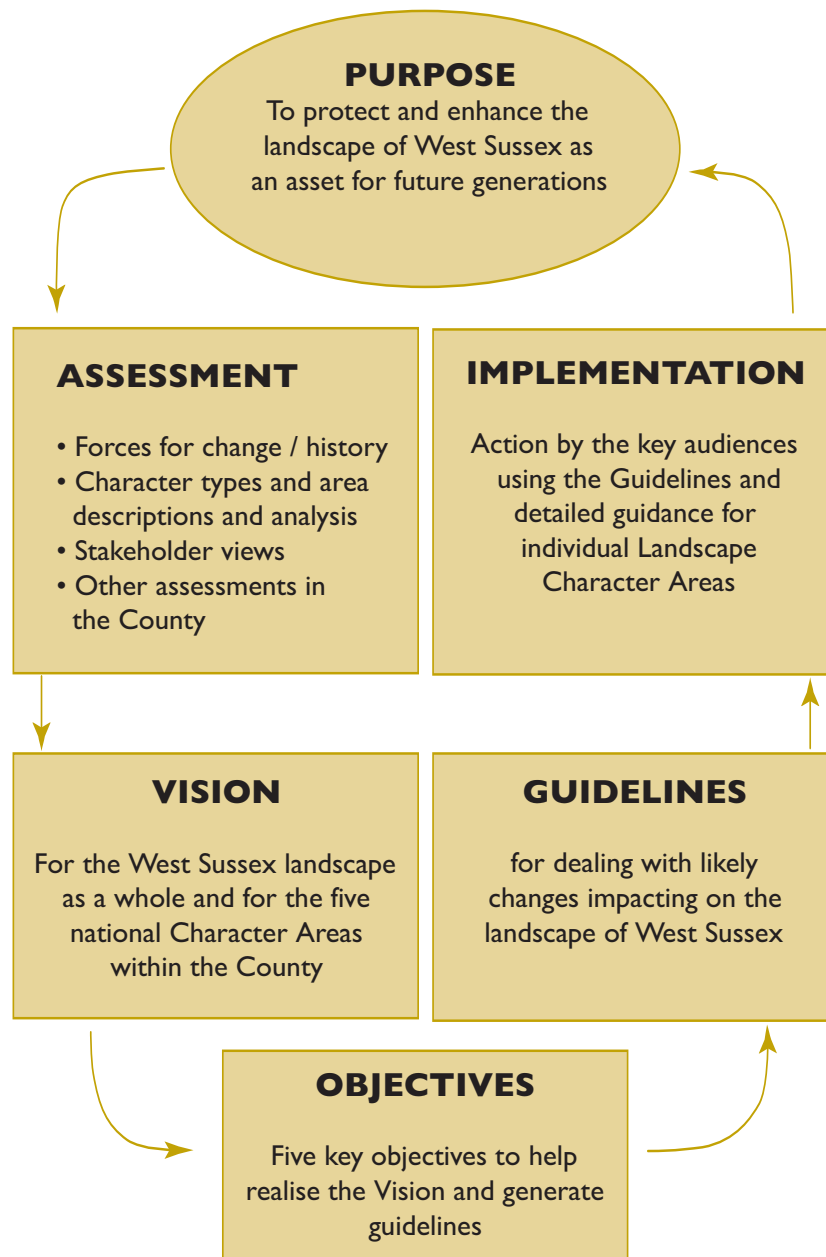 PURPOSE
To protect and enhance the
landscape of West Sussex as
an asset for future generations
ASSESSMENT
• Forces for change / history
• Character types and area
descriptions and analysis
• Stakeholder views
• Other assessments in
the County
VISION
For the West Sussex landscape
as a whole and for the five
national Character Areas
within the County
OBJECTIVES
Five key objectives to help
realise the Vision and generate
guidelines
GUIDELINES
for dealing with likely
changes impacting on the
landscape of West Sussex
IMPLEMENTATION
Action by the key audiences
using the Guidelines and
detailed guidance for
individual Landscape
Character Areas